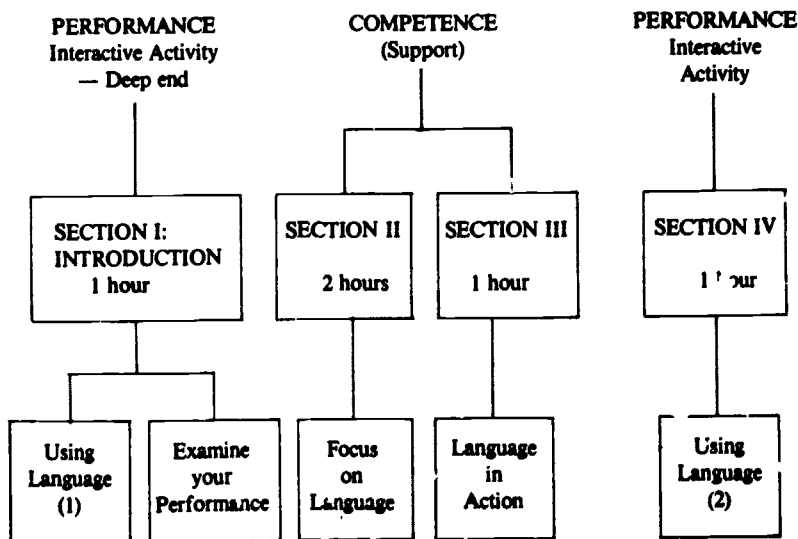 PERFORMANCE
Interactive Activity
— Deep end
COMPETENCE
(Support)
PERFORMANCE
Interactive
Activity
SECTION I:
INTRODUCTION
1 hour
SECTION II
2 hours
SECTION III
1 hour
SECTION IV
1 hour
Using
Language
(1)
Examine
your
Performance
Focus
on
Language
Language
in
Action
Using
Language
(2)